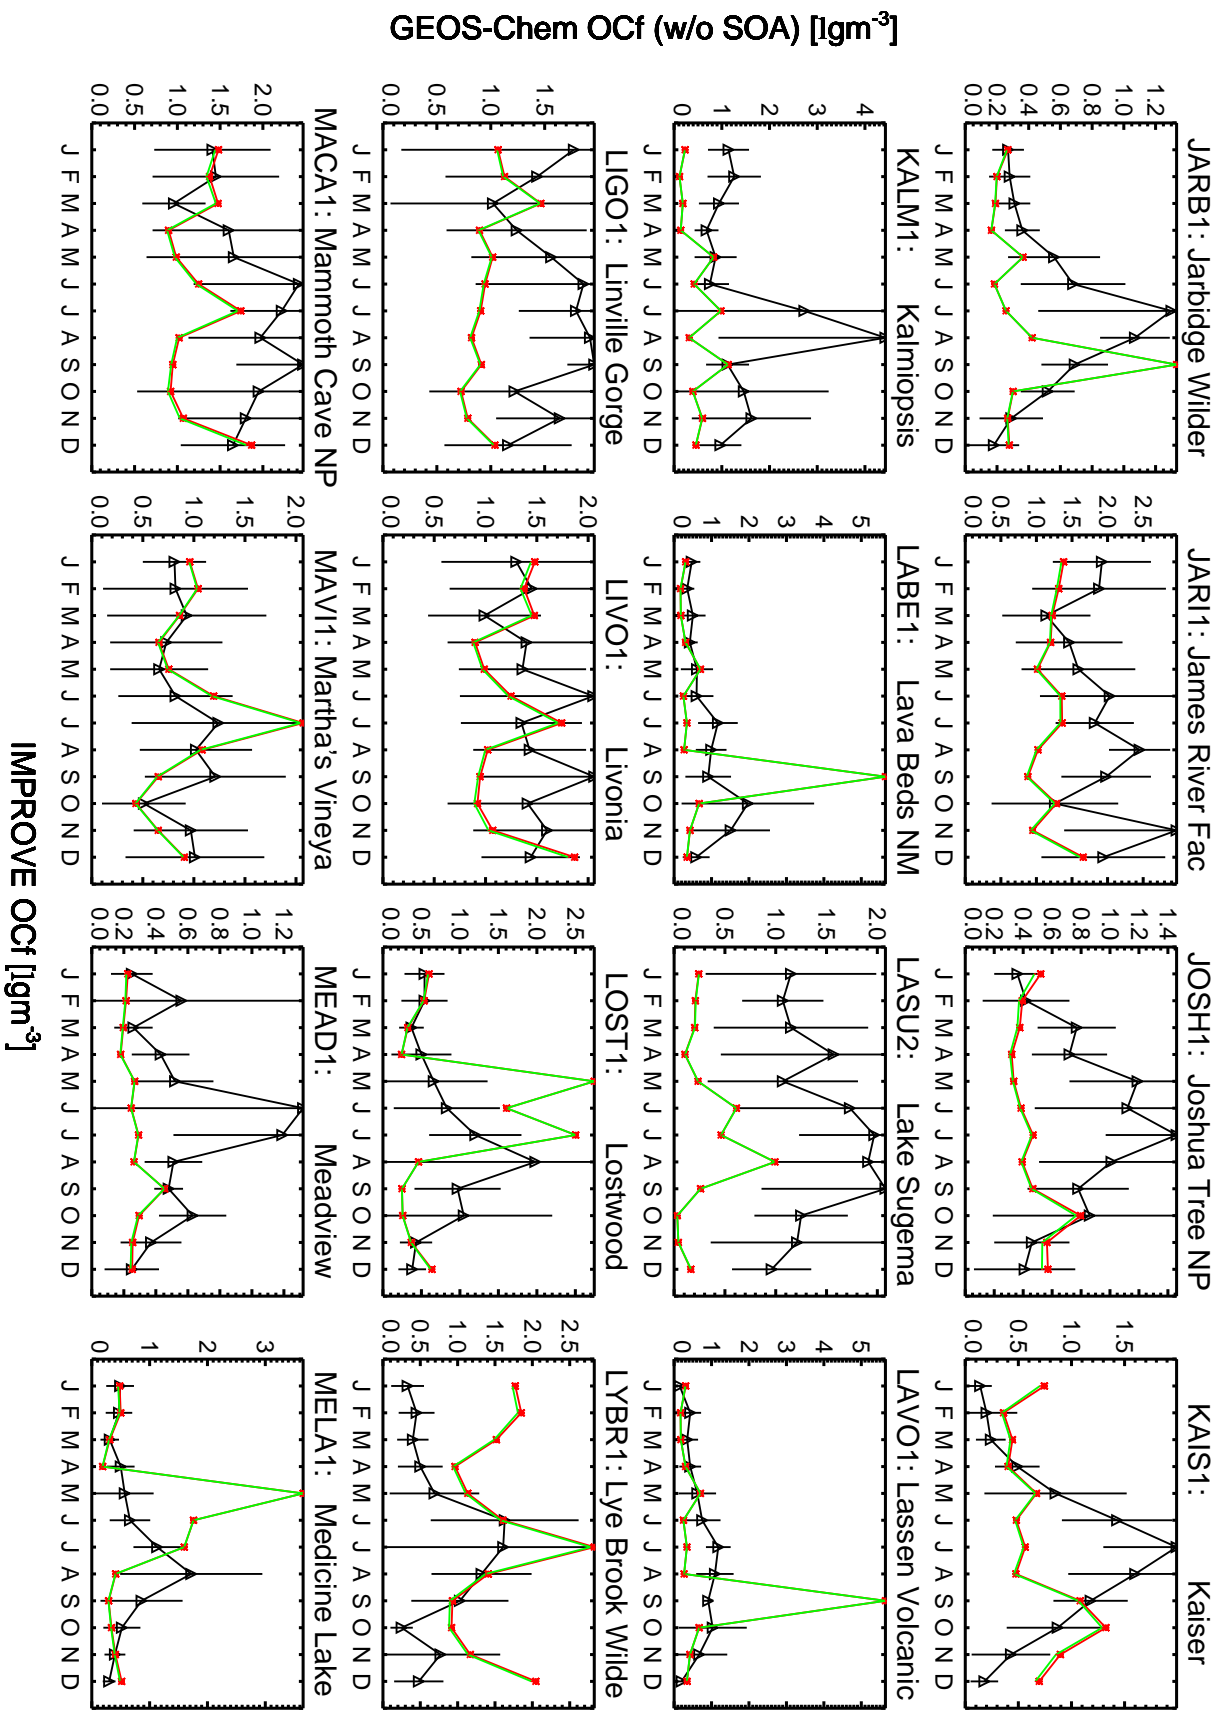 GEOS-Chem OCf (w/o SOA) [lgm-3]
JARB1: Jarbidge Wilder
1.2
1.0
0.8
0.6
0.4
0.2
0.0
J F M A M J J A S O N D
JARI1: James River Fac
2.5
2.0
1.5
1.0
0.5
0.0
J F M A M J J A S O N D
JOSH1: Joshua Tree NP
1.4
1.2
1.0
0.8
0.6
0.4
0.2
0.0
J F M A M J J A S O N D
KAIS1: Kaiser
1.5
1.0
0.5
0.0
J F M A M J J A S O N D
KALM1: Kalmiopsis
4
3
2
1
0
J F M A M J J A S O N D
LABE1: Lava Beds NM
5
4
3
2
1
0
J F M A M J J A S O N D
LASU2: Lake Sugema
2.0
1.5
1.0
0.5
0.0
J F M A M J J A S O N D
LAVO1: Lassen Volcanic
5
4
3
2
1
0
J F M A M J J A S O N D
LIGO1: Linville Gorge
1.5
1.0
0.5
0.0
J F M A M J J A S O N D
LIVO1: Livonia
2.0
1.5
1.0
0.5
0.0
J F M A M J J A S O N D
LOST1: Lostwood
2.5
2.0
1.5
1.0
0.5
0.0
J F M A M J J A S O N D
LYBR1: Lye Brook Wilde
2.5
2.0
1.5
1.0
0.5
0.0
J F M A M J J A S O N D
MACA1: Mammoth Cave NP
2.0
1.5
1.0
0.5
0.0
J F M A M J J A S O N D
MAVI1: Martha's Vineya
2.0
1.5
1.0
0.5
0.0
J F M A M J J A S O N D
MEAD1: Meadview
1.2
1.0
0.8
0.6
0.4
0.2
0.0
J F M A M J J A S O N D
MELA1: Medicine Lake
3
2
1
0
J F M A M J J A S O N D
IMPROVE OCf [lgm-3]